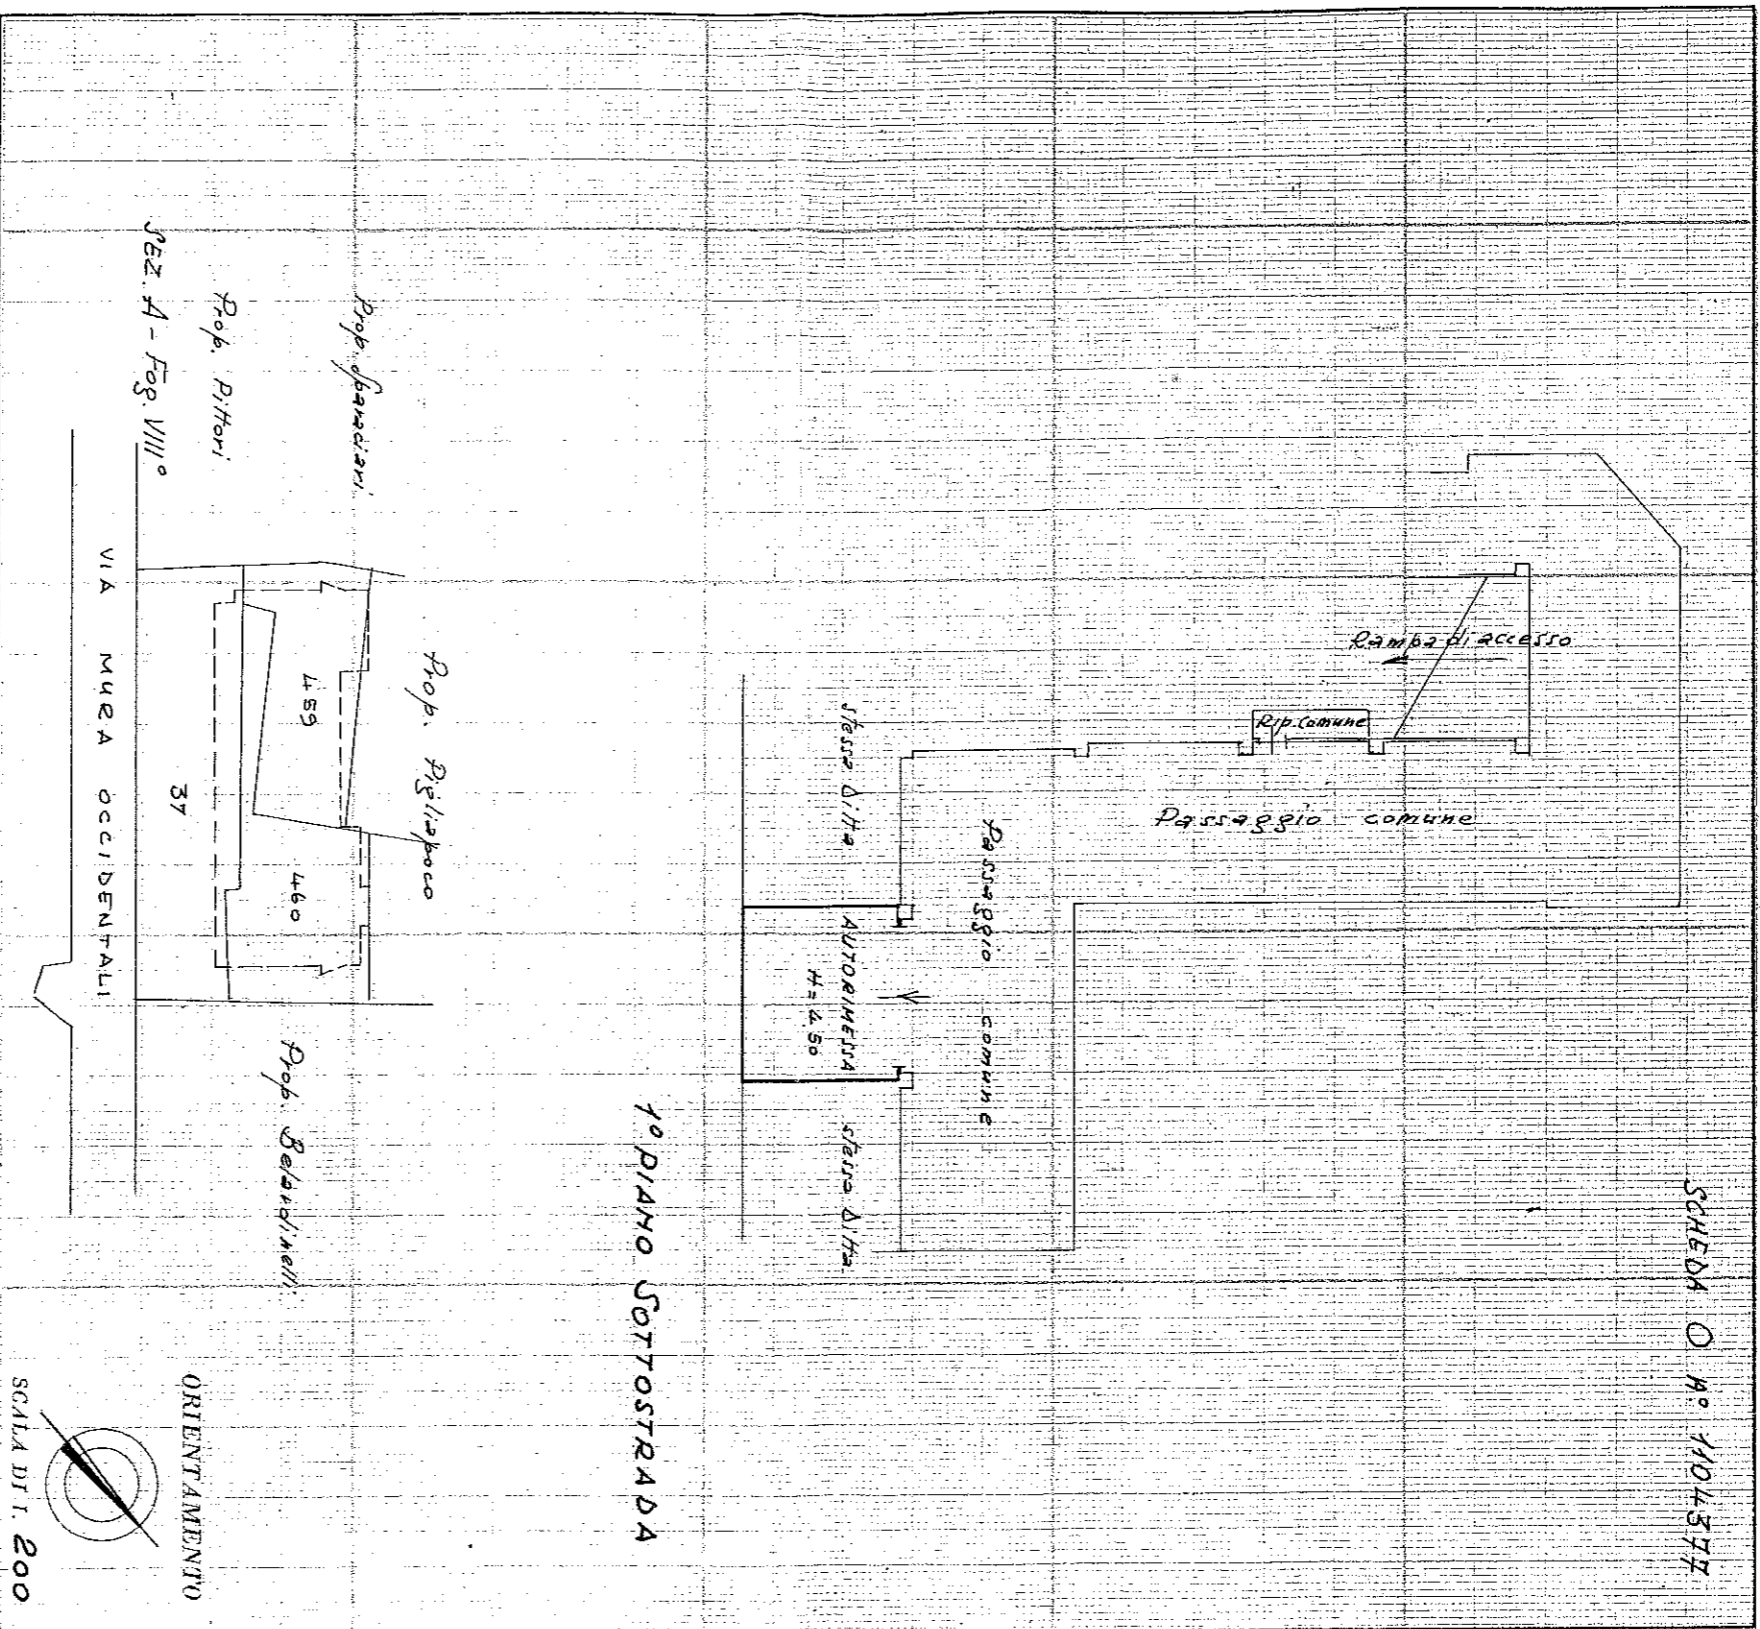 SCHEDA O N° 1104377
Rampa di accesso
Rip. Comune
Passaggio comune
Passaggio comune
stessa Ditta
AUTORIMESSA
H= 4.50
stessa Ditta
1° PIANO SOTTOSTRADA
Prop. Pigliapoco
Prop. Sbanciari
Prop. Pittori
SEZ. A - Fog. VIII°
459
460
37
Prop. Belardinelli
VIA MURA OCCIDENTALI
ORIENTAMENTO
SCALA DI 1: 200